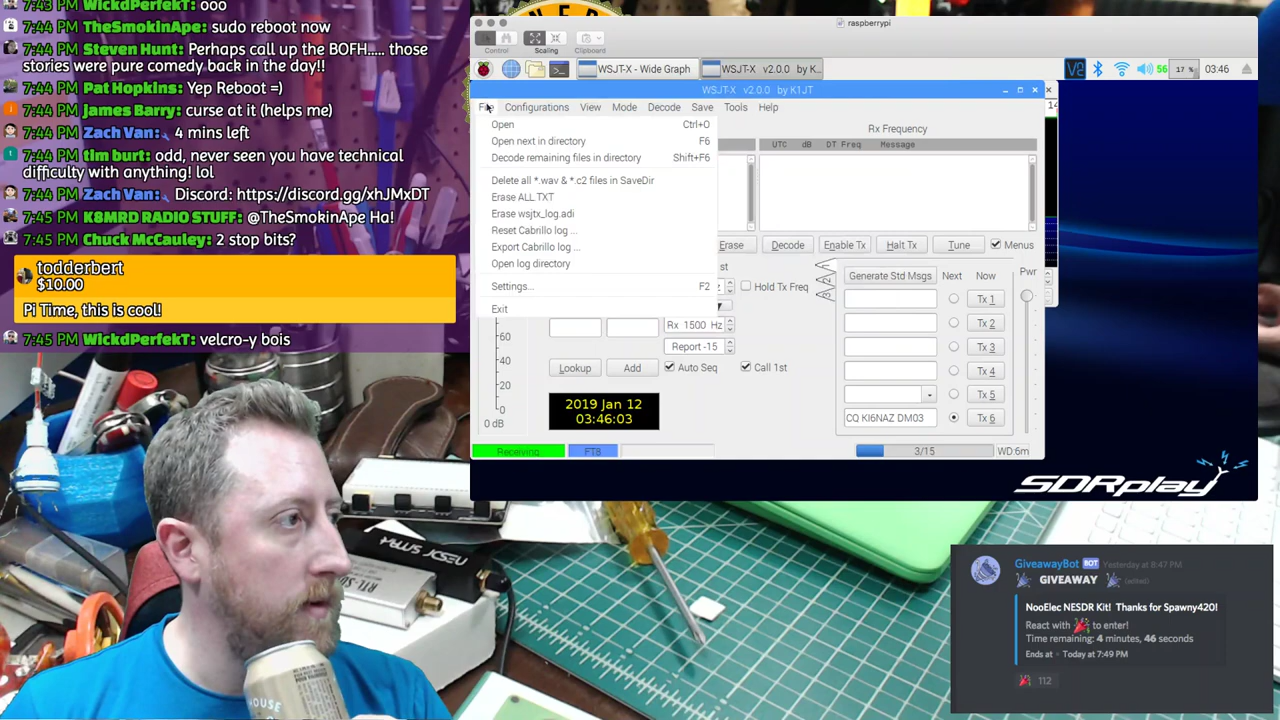 7:43 PM WickdPerfekT: ooo
7:44 PM TheSmokinApe: sudo reboot now
7:44 PM Steven Hunt: Perhaps call up the BOFH..... those
stories were pure comedy back in the day!!
7:44 PM Pat Hopkins: Yep Reboot =)
7:44 PM James Barry: curse at it (helps me)
7:44 PM Zach Van: 4 mins left
7:44 PM tim burt: odd, never seen you have technical
difficulty with anything! lol
7:44 PM Zach Van: Discord: https://discord.gg/xhJMxDT
7:45 PM K8MRD RADIO STUFF: @TheSmokinApe Ha!
7:45 PM Chuck McCauley: 2 stop bits?
todderbert
$10.00
Pi Time, this is cool!
7:45 PM WickdPerfekT: velcro-y bois
raspberrypi
Control
Scaling
Clipboard
WSJT-X - Wide Graph
WSJT-X v2.0.0 by K...
V2
56
17 %
03:46
WSJT-X v2.0.0 by K1JT
Configurations
View
Mode
Decode
Save
Tools
Help
Open Ctrl+O
Open next in directory F6
Decode remaining files in directory Shift+F6
Delete all *.wav & *.c2 files in SaveDir
Erase ALL.TXT
Erase wsjtx_log.adi
Reset Cabrillo log ...
Export Cabrillo log ...
Open log directory
Settings... F2
Exit
Rx Frequency
UTC dB DT Freq Message
Erase
Decode
Enable Tx
Halt Tx
Tune
Menus
Hold Tx Freq
Generate Std Msgs
Next
Now
Pwr
Tx 1
Tx 2
Tx 3
Tx 4
Tx 5
CQ KI6NAZ DM03
Tx 6
60
40
20
0
0 dB
Rx 1500 Hz
Report -15
Lookup
Add
Auto Seq
Call 1st
2019 Jan 12
03:46:03
Receiving
FT8
3/15
WD:6m
SDRplay
GiveawayBot BOT Yesterday at 8:47 PM
GIVEAWAY (edited)
NooElec NESDR Kit! Thanks for Spawny420!
React with to enter!
Time remaining: 4 minutes, 46 seconds
Ends at • Today at 7:49 PM
112